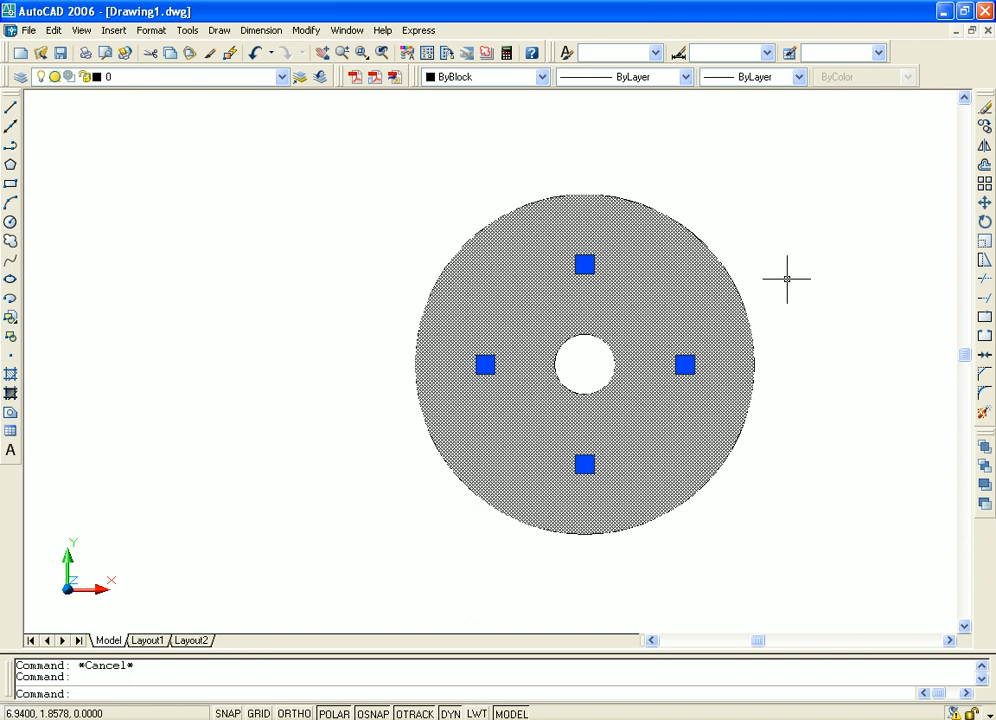 AutoCAD 2006 - [Drawing1.dwg]
File Edit View Insert Format Tools Draw Dimension Modify Window Help Express
0 ByBlock ByLayer ByLayer ByColor
A
Y
Z X
Model Layout1 Layout2
Command: *Cancel*
Command:
Command:
6.9400, 1.8578, 0.0000 SNAP GRID ORTHO POLAR OSNAP OTRACK DYN LWT MODEL